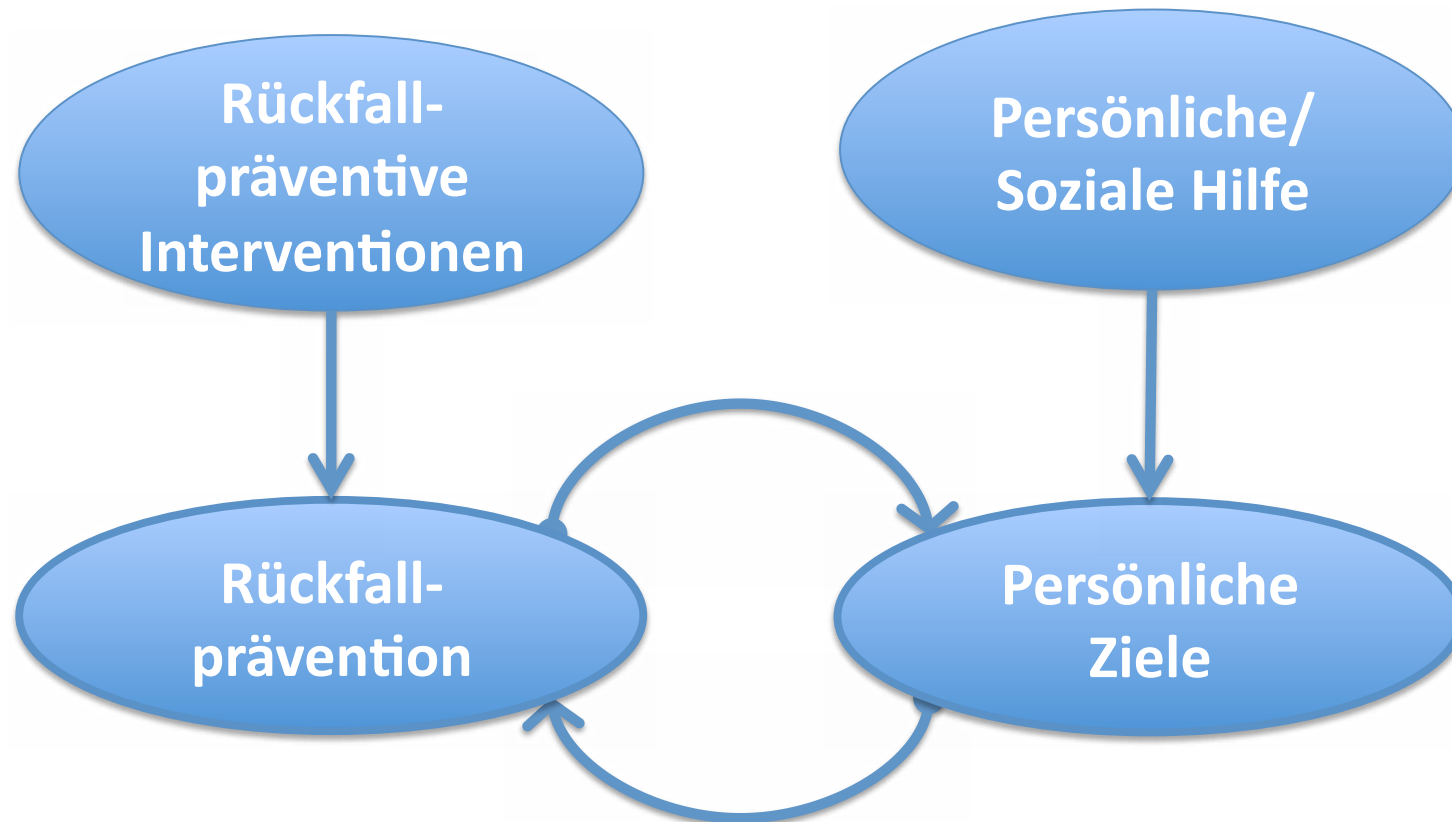 Rückfall-
präventive
Interventionen
Persönliche/
Soziale Hilfe
Rückfall-
prävention
Persönliche
Ziele